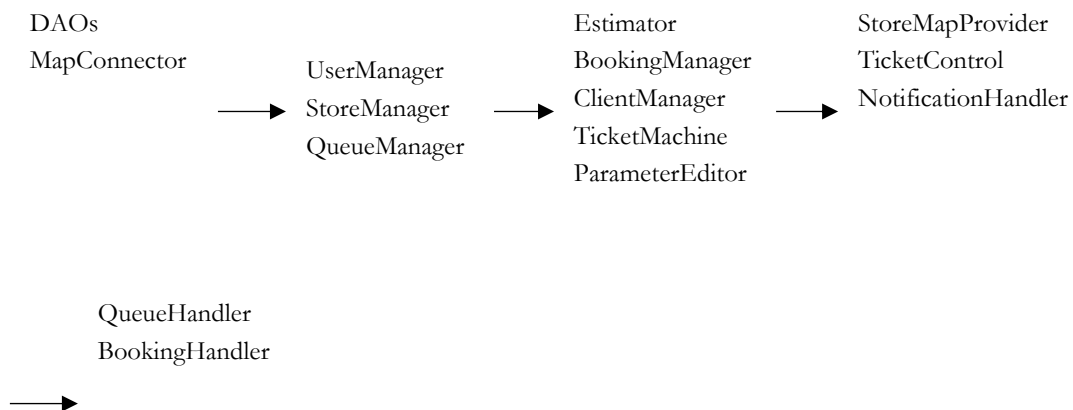 DAOs
MapConnector
UserManager
StoreManager
QueueManager
Estimator
BookingManager
ClientManager
TicketMachine
ParameterEditor
StoreMapProvider
TicketControl
NotificationHandler
QueueHandler
BookingHandler